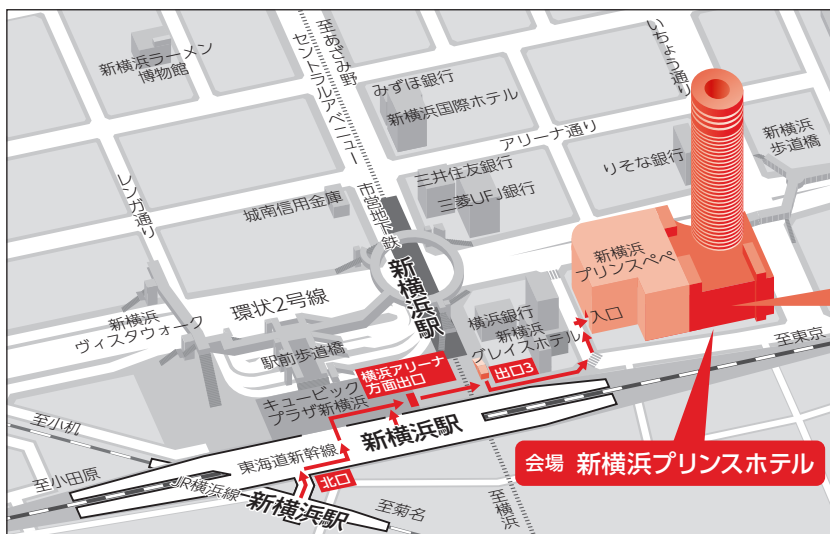 新横浜ラーメン
博物館
至あざみ野
セントラルアベニュー
みずほ銀行
新横浜国際ホテル
いちょう通り
アリーナ通り
新横浜
歩道橋
りそな銀行
三井住友銀行
三菱UFJ銀行
レンガ通り
城南信用金庫
市営地下鉄
新横浜駅
新横浜
プリンスペペ
環状2号線
新横浜
ヴィスタウォーク
駅前歩道橋
横浜銀行
新横浜
グレイスホテル
入口
至東京
横浜アリーナ
方面出口
出口3
キュービック
プラザ新横浜
至小机
新横浜駅
東海道新幹線
至小田原
北口
JR横浜線
新横浜駅
至菊名
至横浜
会場 新横浜プリンスホテル